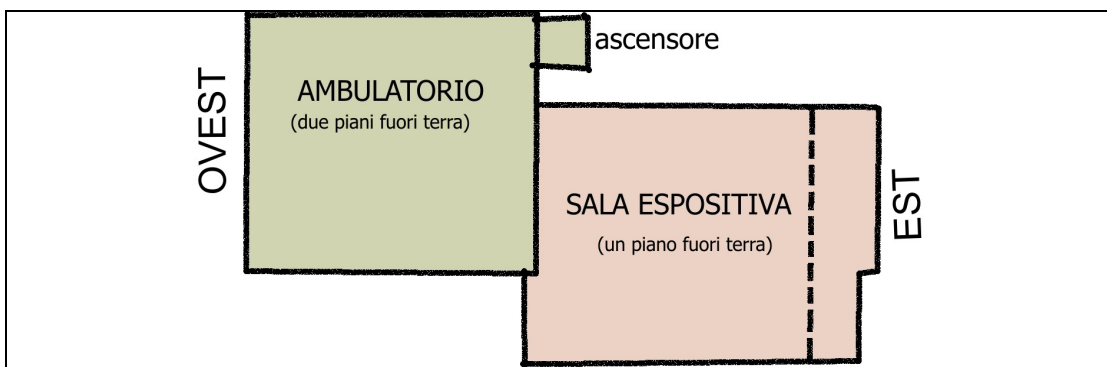 ascensore
OVEST
AMBULATORIO
(due piani fuori terra)
SALA ESPOSITIVA
(un piano fuori terra)
EST